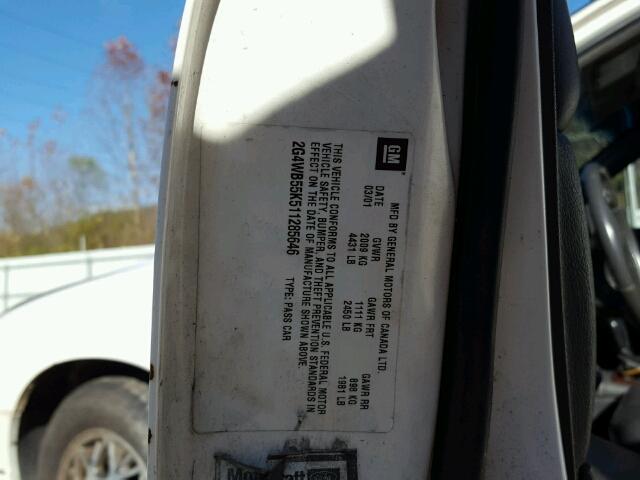 GM
MFD BY GENERAL MOTORS OF CANADA LTD.
DATE GVWR GAWR FRT GAWR RR
03/01 2009 KG 1111 KG 898 KG
4431 LB 2450 LB 1981 LB
THIS VEHICLE CONFORMS TO ALL APPLICABLE U.S. FEDERAL MOTOR
VEHICLE SAFETY, BUMPER, AND THEFT PREVENTION STANDARDS IN
EFFECT ON THE DATE OF MANUFACTURE SHOWN ABOVE.
2G4WB55K511285646 TYPE: PASS CAR